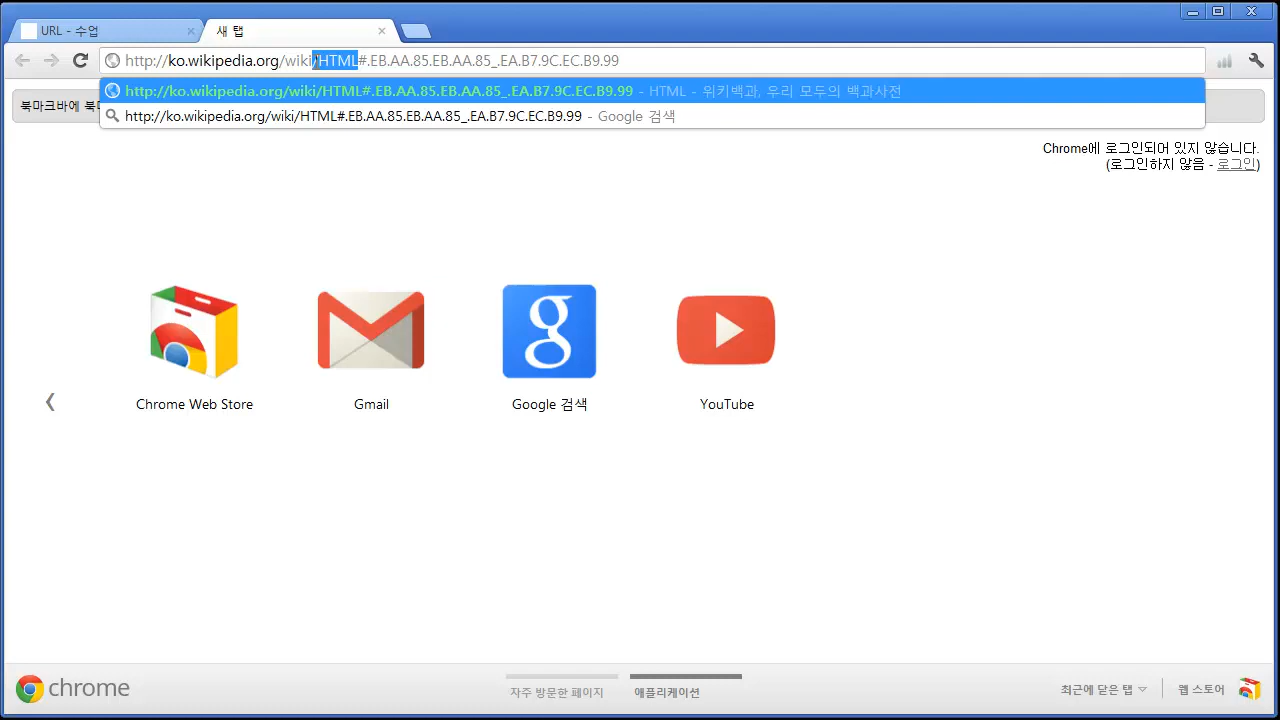 URL - 수업
새 탭
http://ko.wikipedia.org/wiki/HTML#.EB.AA.85.EB.AA.85_.EA.B7.9C.EC.B9.99
http://ko.wikipedia.org/wiki/HTML#.EB.AA.85.EB.AA.85_.EA.B7.9C.EC.B9.99 - HTML - 위키백과, 우리 모두의 백과사전
http://ko.wikipedia.org/wiki/HTML#.EB.AA.85.EB.AA.85_.EA.B7.9C.EC.B9.99 - Google 검색
북마크바에
Chrome에 로그인되어 있지 않습니다.
(로그인하지 않음 - 로그인)
Chrome Web Store
Gmail
Google 검색
YouTube
chrome
자주 방문한 페이지
애플리케이션
최근에 닫은 탭
웹 스토어